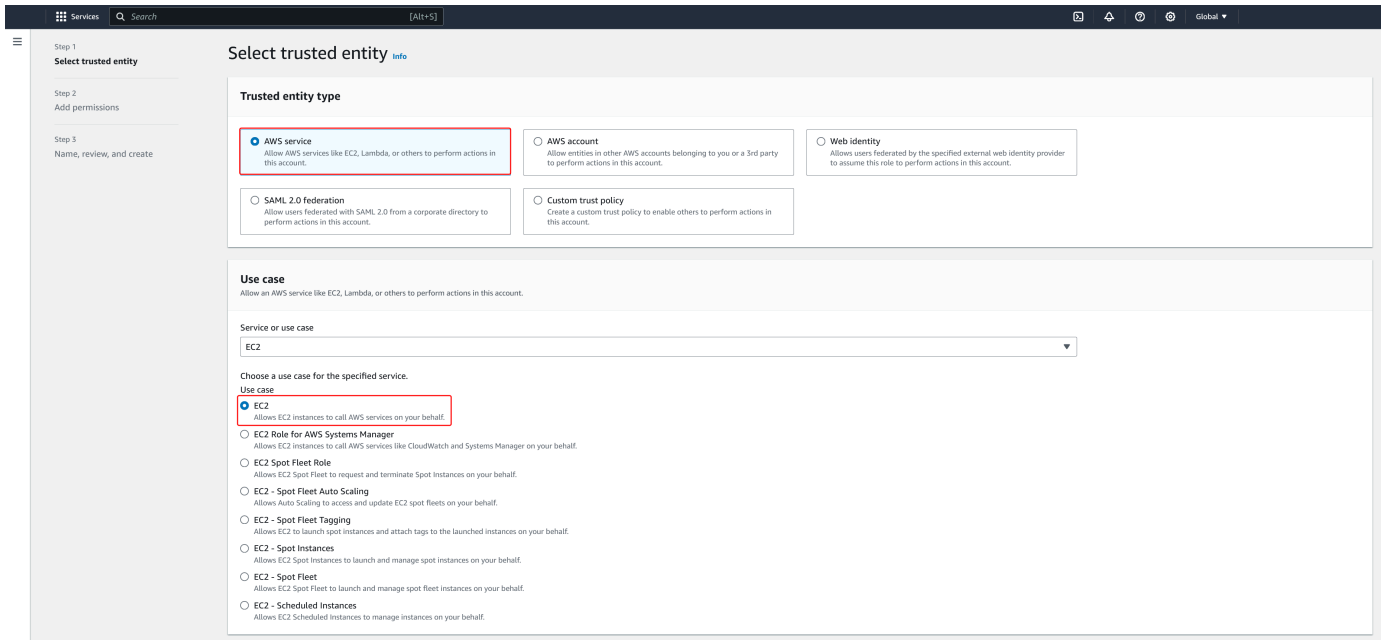 Services
Search
[Alt+S]
Global
Step 1
Select trusted entity
Step 2
Add permissions
Step 3
Name, review, and create
Select trusted entity Info
Trusted entity type
AWS service
Allow AWS services like EC2, Lambda, or others to perform actions in
this account.
AWS account
Allow entities in other AWS accounts belonging to you or a 3rd party
to perform actions in this account.
Web identity
Allows users federated by the specified external web identity provider
to assume this role to perform actions in this account.
SAML 2.0 federation
Allow users federated with SAML 2.0 from a corporate directory to
perform actions in this account.
Custom trust policy
Create a custom trust policy to enable others to perform actions in
this account.
Use case
Allow an AWS service like EC2, Lambda, or others to perform actions in this account.
Service or use case
EC2
Choose a use case for the specified service.
Use case
EC2
Allows EC2 instances to call AWS services on your behalf.
EC2 Role for AWS Systems Manager
Allows EC2 instances to call AWS services like CloudWatch and Systems Manager on your behalf.
EC2 Spot Fleet Role
Allows EC2 Spot Fleet to request and terminate Spot Instances on your behalf.
EC2 - Spot Fleet Auto Scaling
Allows Auto Scaling to access and update EC2 spot fleets on your behalf.
EC2 - Spot Fleet Tagging
Allows EC2 to launch spot instances and attach tags to the launched instances on your behalf.
EC2 - Spot Instances
Allows EC2 Spot Instances to launch and manage spot instances on your behalf.
EC2 - Spot Fleet
Allows EC2 Spot Fleet to launch and manage spot fleet instances on your behalf.
EC2 - Scheduled Instances
Allows EC2 Scheduled Instances to manage instances on your behalf.